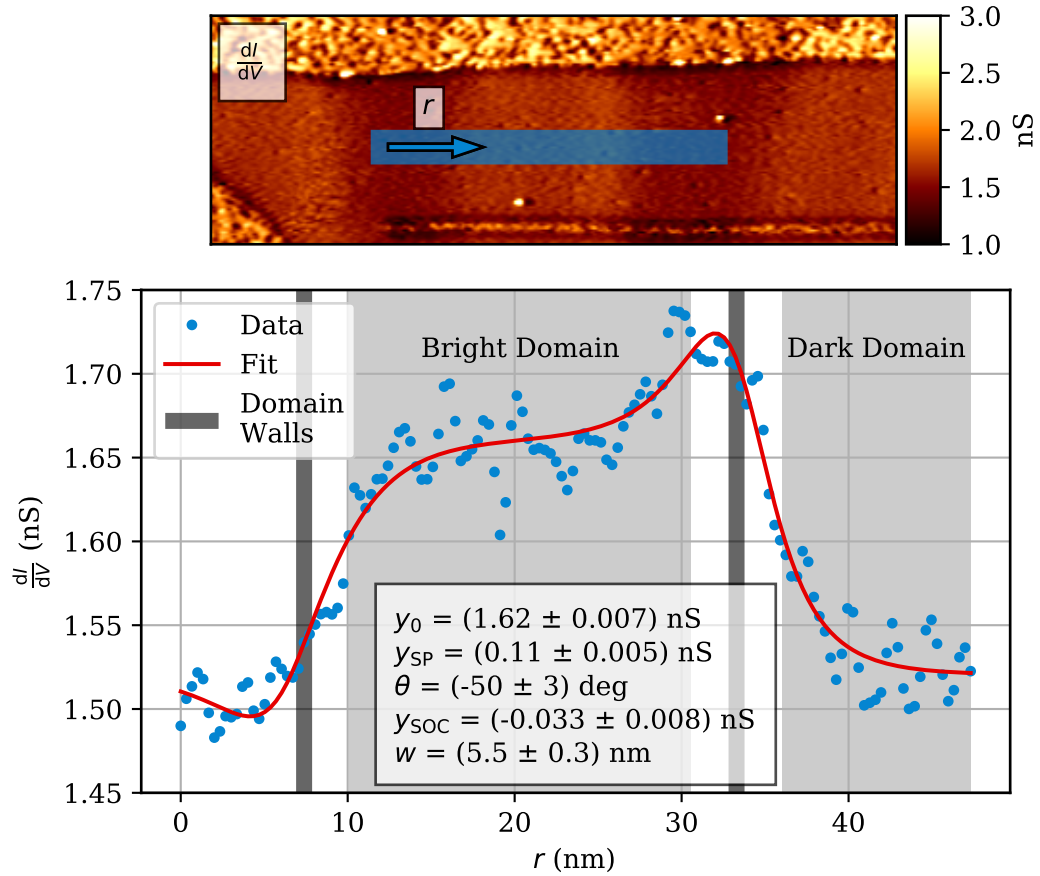 dI
dV
r
3.0
2.5
2.0
1.5
1.0
nS
1.75
1.70
1.65
1.60
1.55
1.50
1.45
dI/dV (nS)
Data
Fit
Domain
Walls
Bright Domain
Dark Domain
y₀ = (1.62 ± 0.007) nS
y_SP = (0.11 ± 0.005) nS
θ = (-50 ± 3) deg
y_SOC = (-0.033 ± 0.008) nS
w = (5.5 ± 0.3) nm
0 10 20 30 40
r (nm)